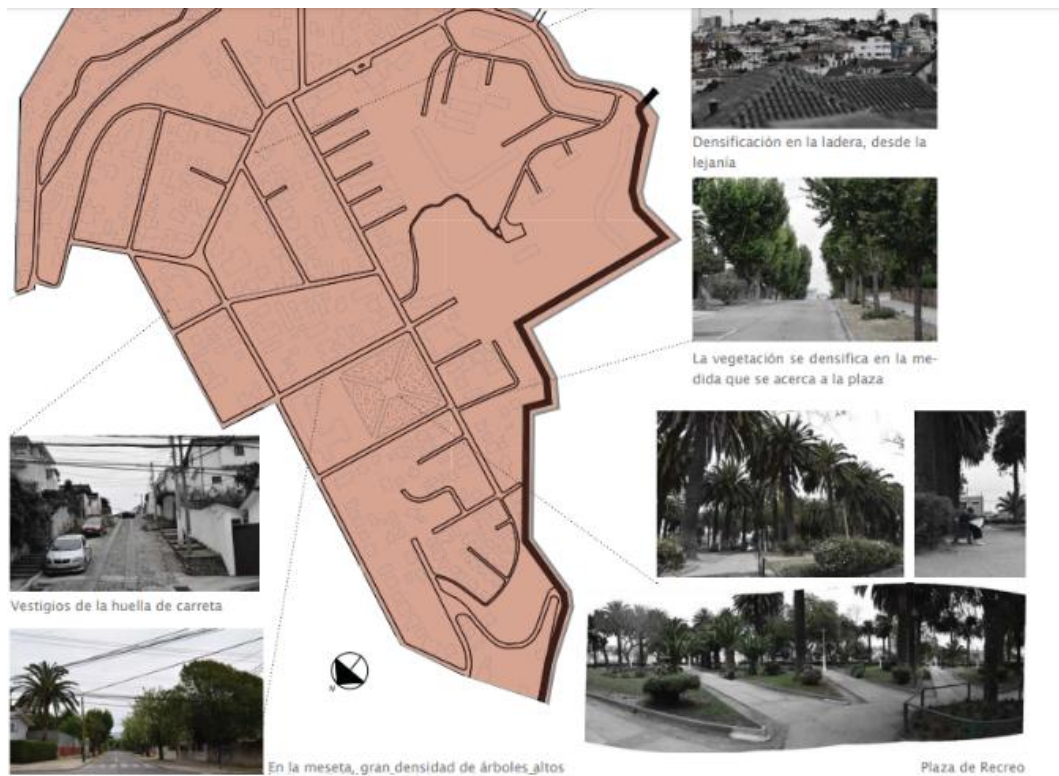 Densificación en la ladera, desde la
lejanía
La vegetación se densifica en la me-
dida que se acerca a la plaza
Vestigios de la huella de carreta
N
En la meseta, gran densidad de árboles altos
Plaza de Recreo